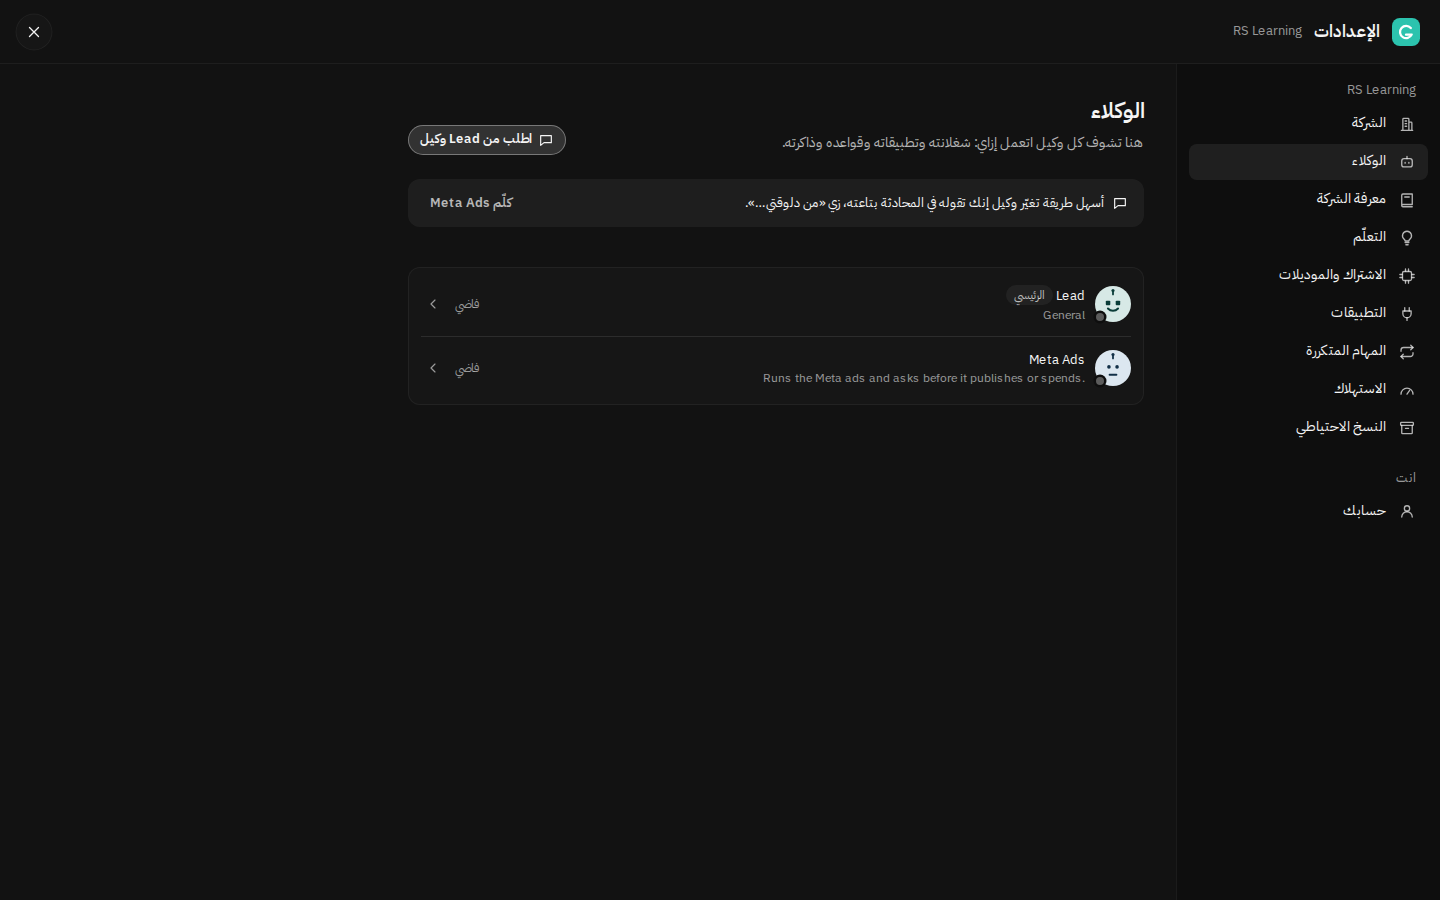 الإعدادات RS Learning
RS Learning
الشركة
الوكلاء
معرفة الشركة
التعلّم
الاشتراك والموديلات
التطبيقات
المهام المتكررة
الاستهلاك
النسخ الاحتياطي
انت
حسابك
الوكلاء
هنا تشوف كل وكيل اتعمل إزاي: شغلانته وتطبيقاته وقواعده وذاكرته.
اطلب من Lead وكيل
أسهل طريقة تغيّر وكيل إنك تقوله في المحادثة بتاعته، زي «من دلوقتي...».
كلّم Meta Ads
Lead الرئيسي
General
فاضي
Meta Ads
Runs the Meta ads and asks before it publishes or spends.
فاضي